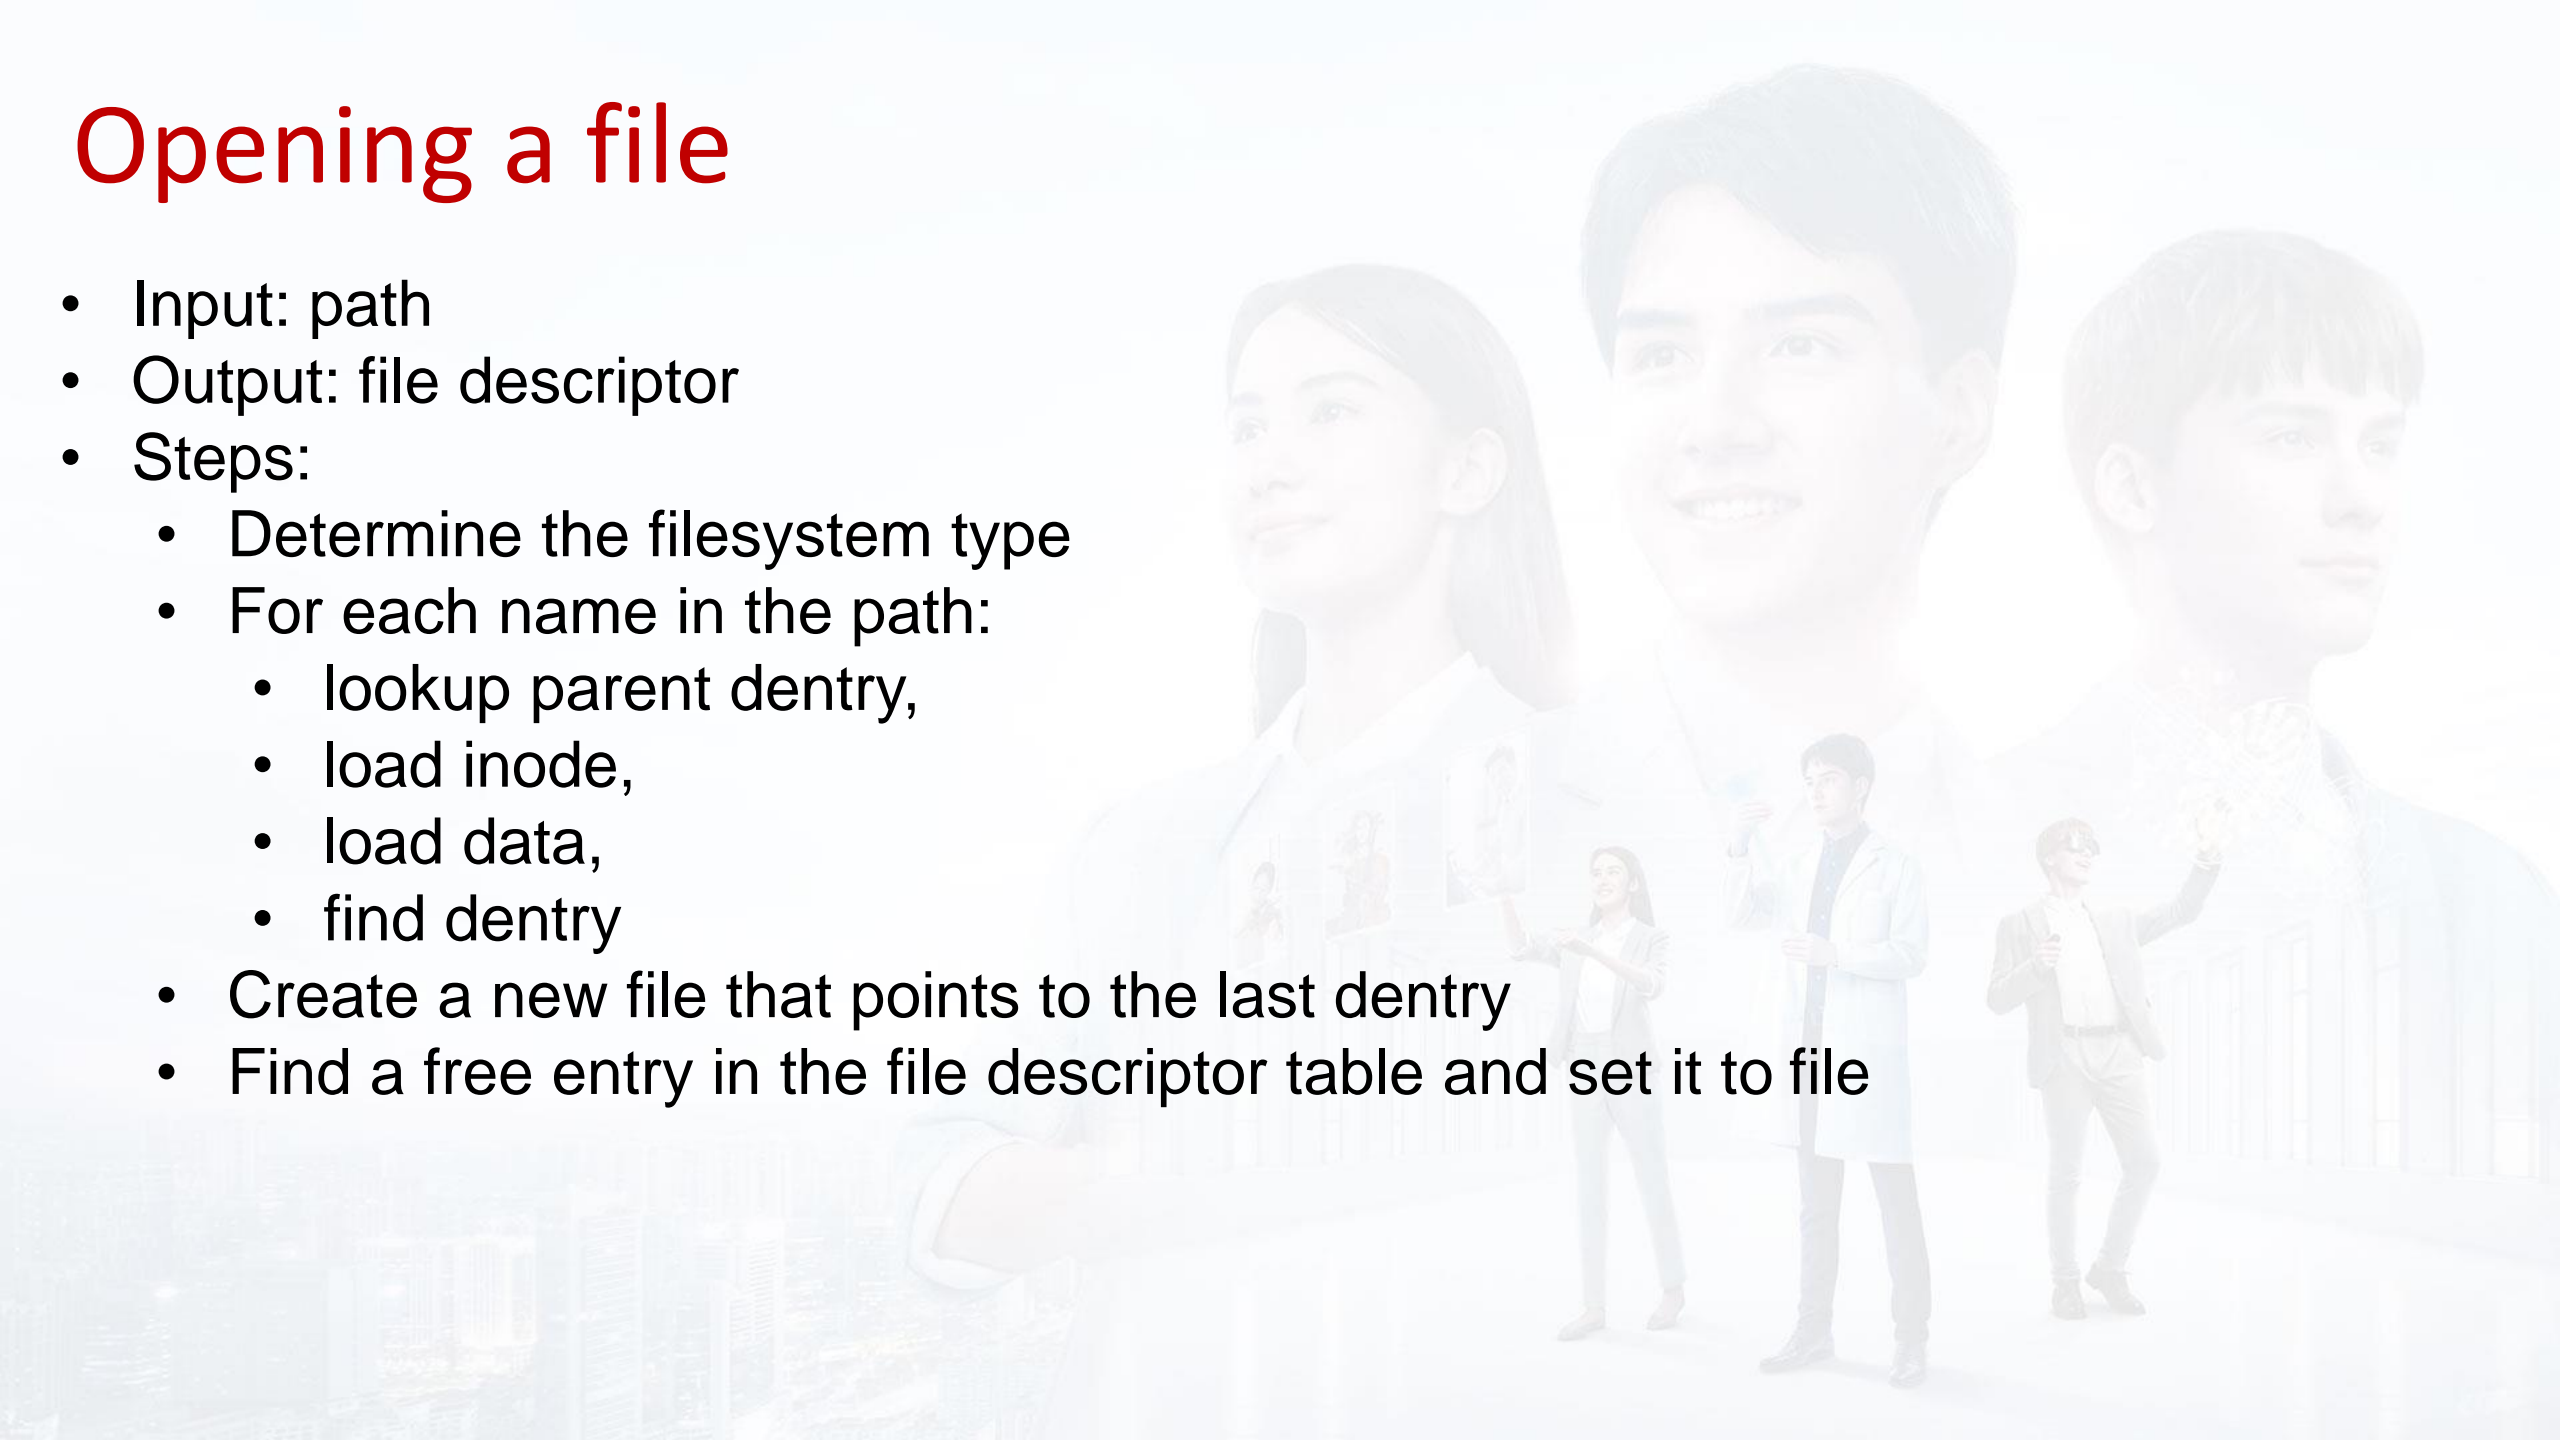 Opening a file
• Input: path
• Output: file descriptor
• Steps:
• Determine the filesystem type
• For each name in the path:
• lookup parent dentry,
• load inode,
• load data,
• find dentry
• Create a new file that points to the last dentry
• Find a free entry in the file descriptor table and set it to file